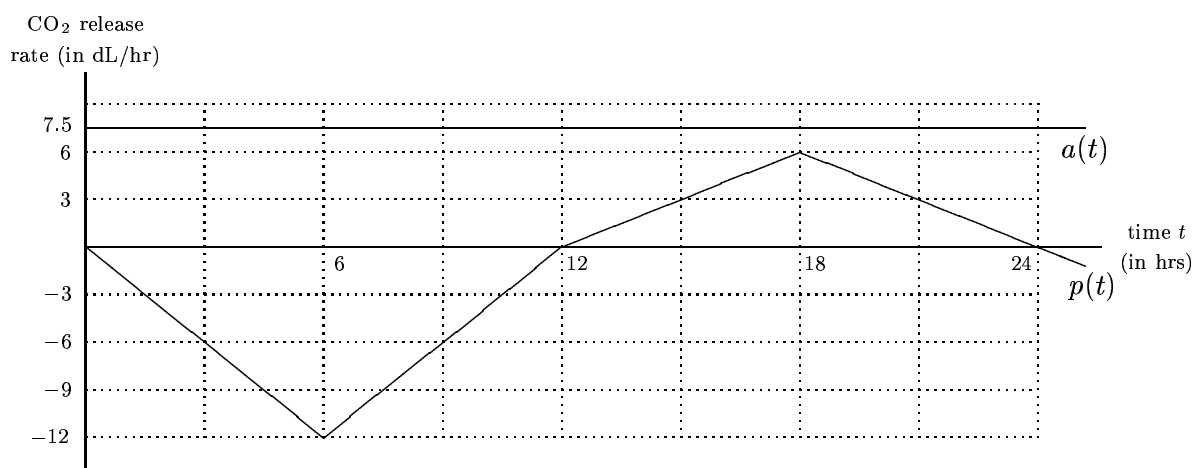 CO₂ release
rate (in dL/hr)
7.5
6
3
−3
−6
−9
−12
6
12
18
24
a(t)
time t
(in hrs)
p(t)